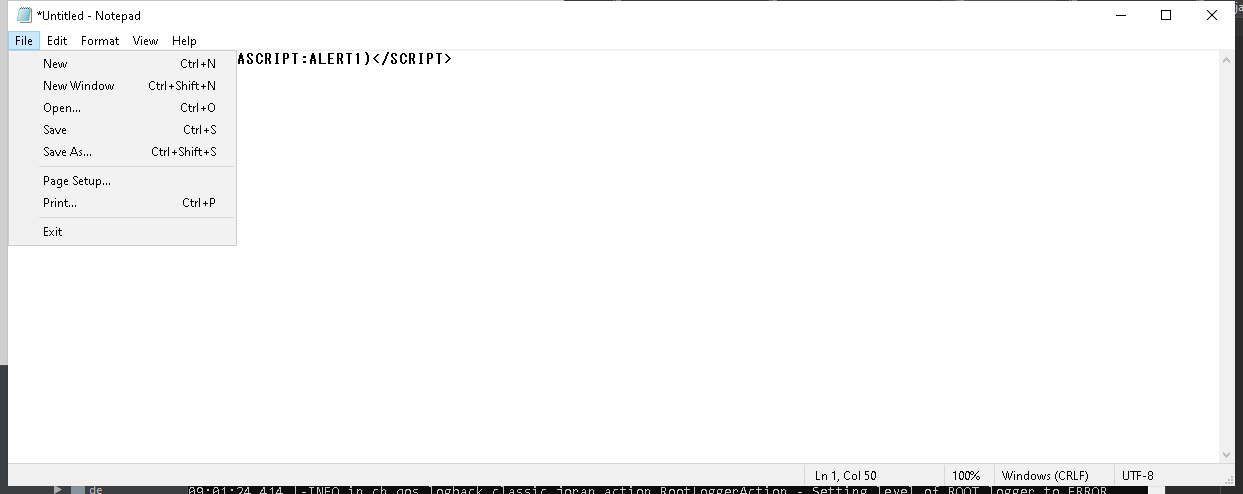 *Untitled - Notepad
File Edit Format View Help
ASCRIPT:ALERT1)</SCRIPT>
New Ctrl+N
New Window Ctrl+Shift+N
Open... Ctrl+O
Save Ctrl+S
Save As... Ctrl+Shift+S
Page Setup... 
Print... Ctrl+P
Exit
Ln 1, Col 50 100% Windows (CRLF) UTF-8
de 09:01:24,414 |-INFO in ch.qos.logback.classic.joran.action.RootLoggerAction - Setting level of ROOT logger to ERROR